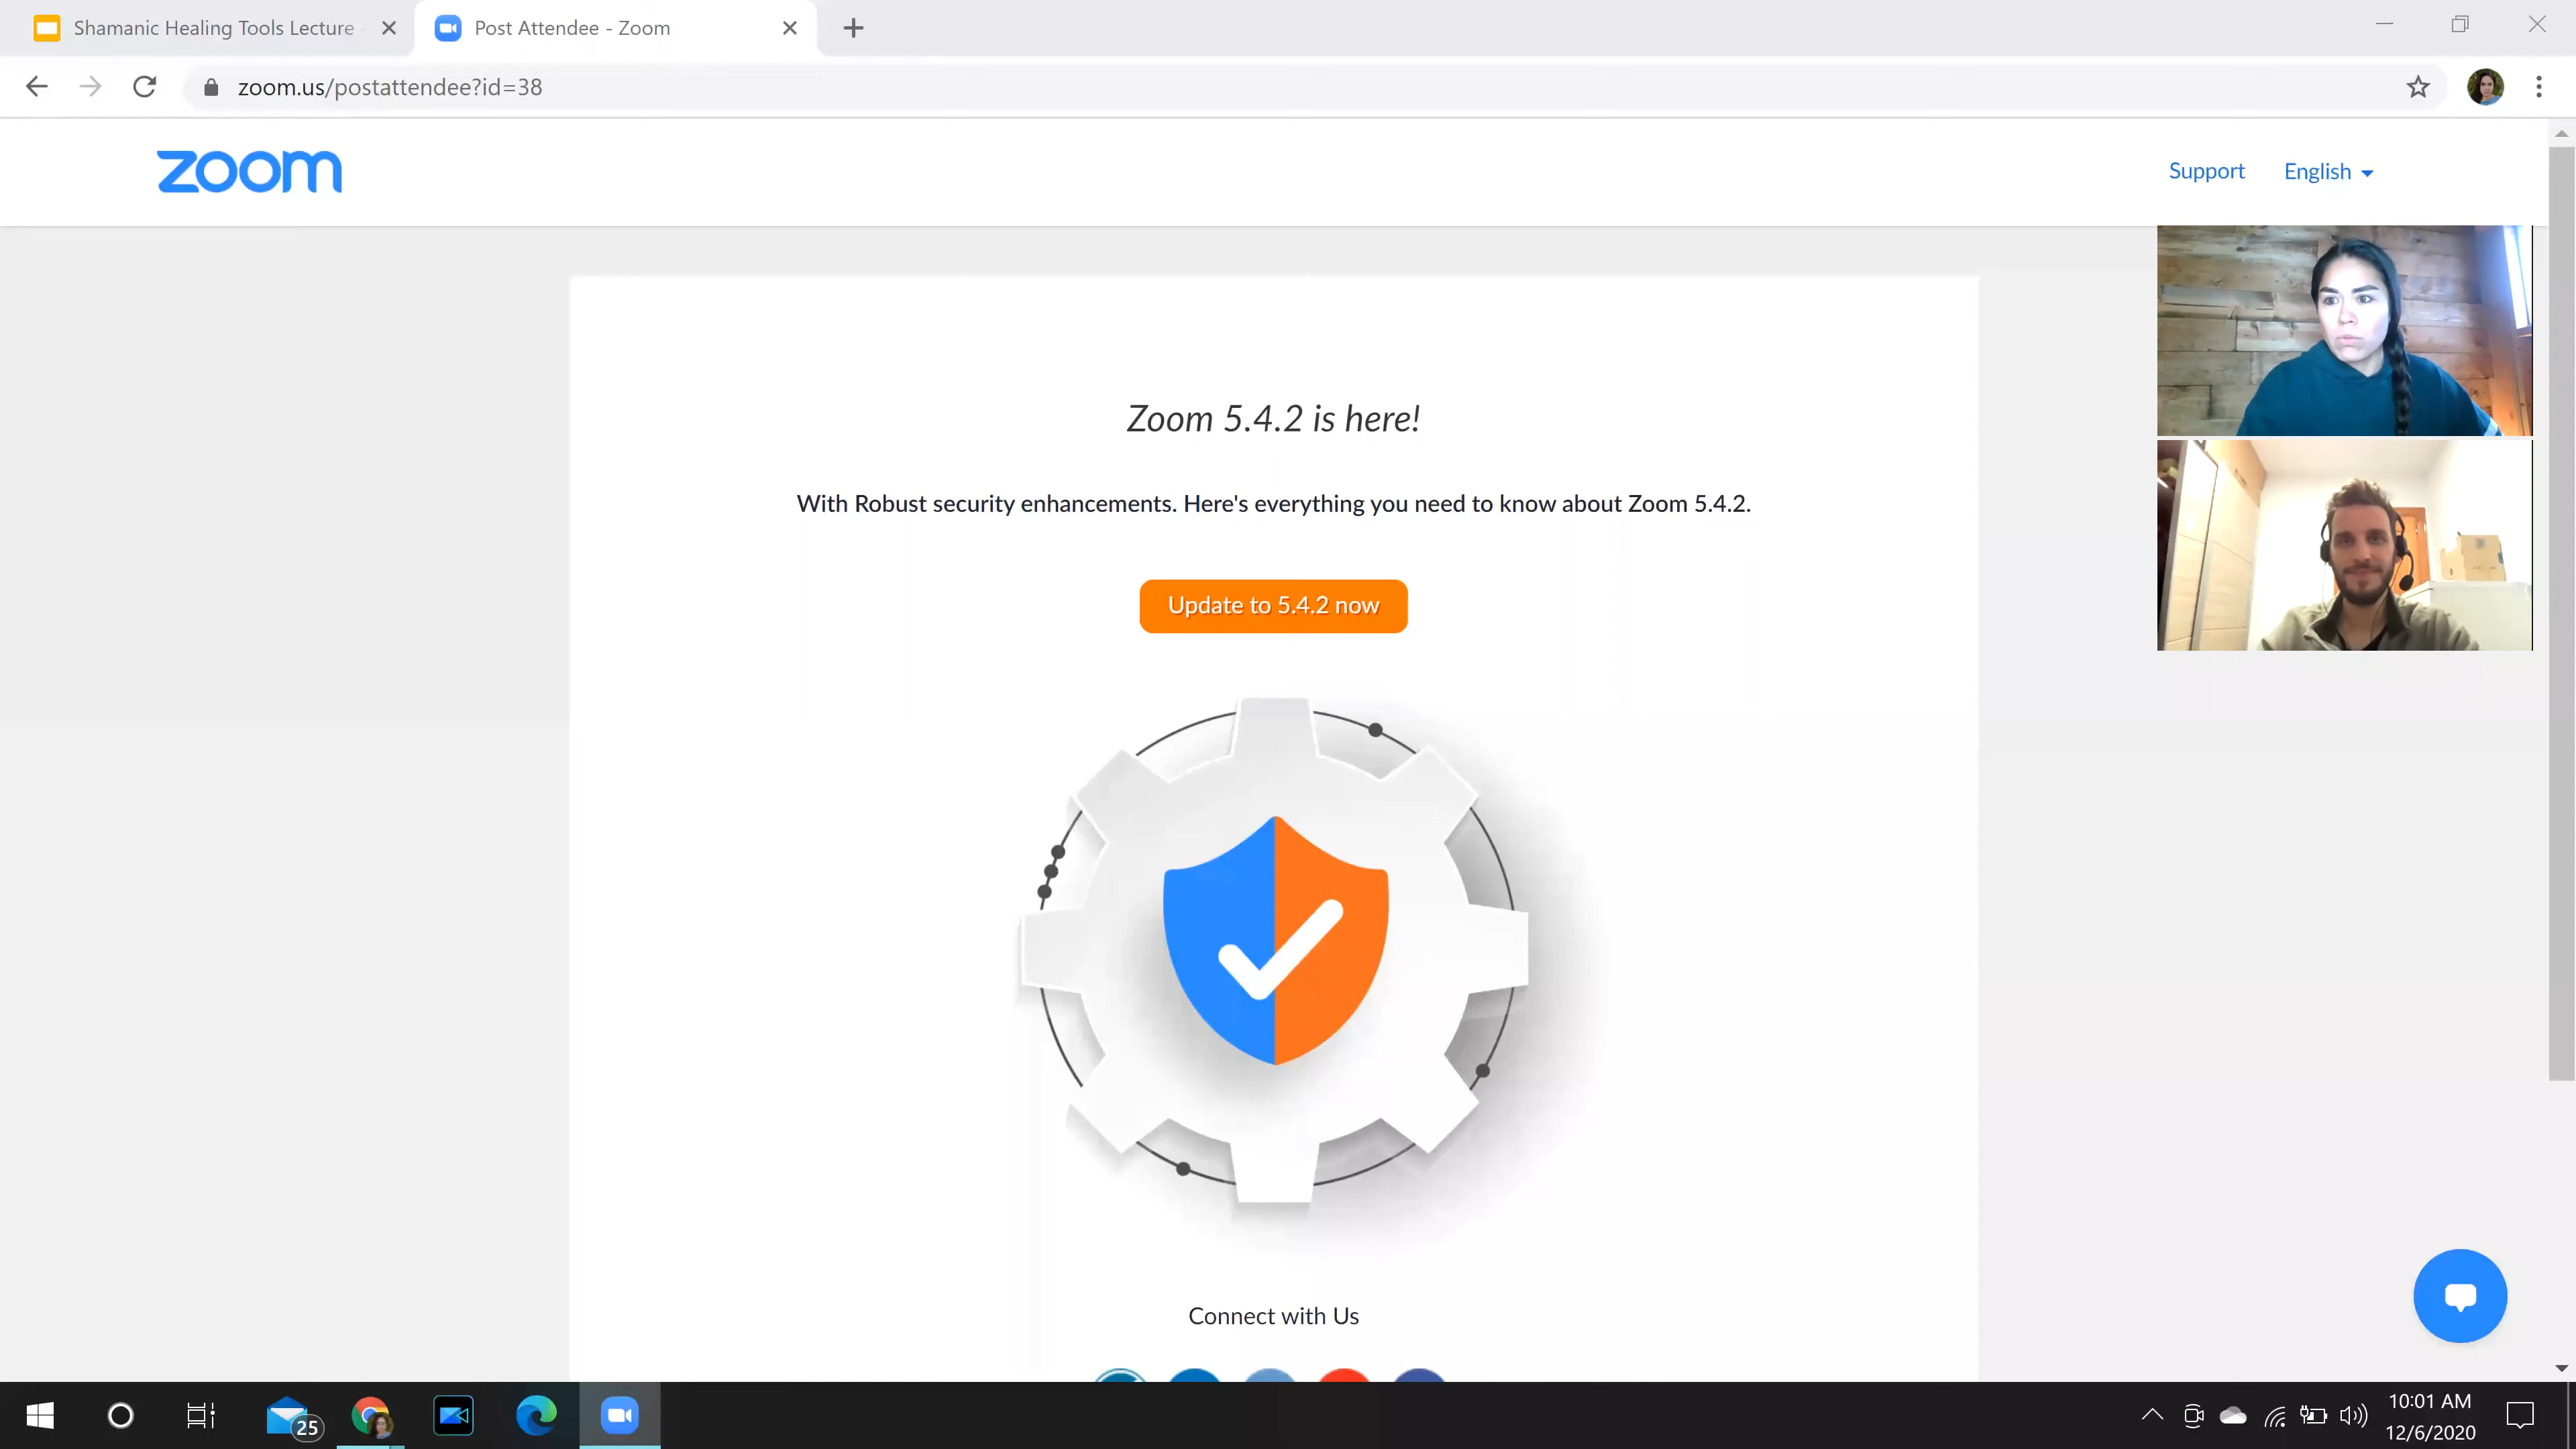 Shamanic Healing Tools Lecture
Post Attendee - Zoom
zoom.us/postattendee?id=38
zoom
Support
English
Zoom 5.4.2 is here!
With Robust security enhancements. Here's everything you need to know about Zoom 5.4.2.
Update to 5.4.2 now
Connect with Us
25
10:01 AM
12/6/2020